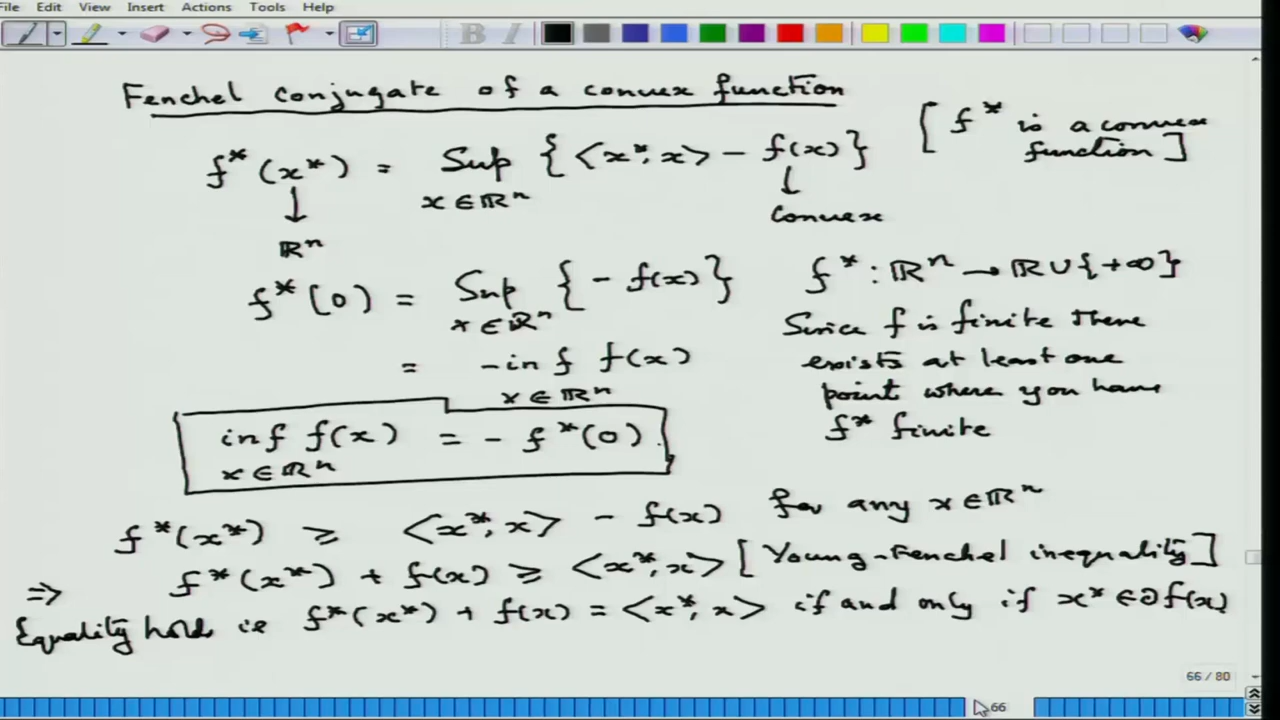 File Edit View Insert Actions Tools Help
B I
Fenchel conjugate of a convex function
f*(x*) = Sup {<x*, x> - f(x)}
x ∈ ℝⁿ
[f* is a convex
function]
↓
ℝⁿ
↓
Convex
f*(0) = Sup {- f(x)}
x ∈ ℝⁿ
= -inf f(x)
x ∈ ℝⁿ
f* : ℝⁿ → ℝ ∪ {+∞}
Since f is finite there
exists at least one
point where you have
f* finite
inf f(x) = - f*(0)
x ∈ ℝⁿ
f*(x*) ≥ <x*, x> - f(x) for any x ∈ ℝⁿ
⇒ f*(x*) + f(x) ≥ <x*, x> [Young-Fenchel inequality]
Equality hold ie f*(x*) + f(x) = <x*, x> if and only if x* ∈ ∂f(x)
66 / 80
66